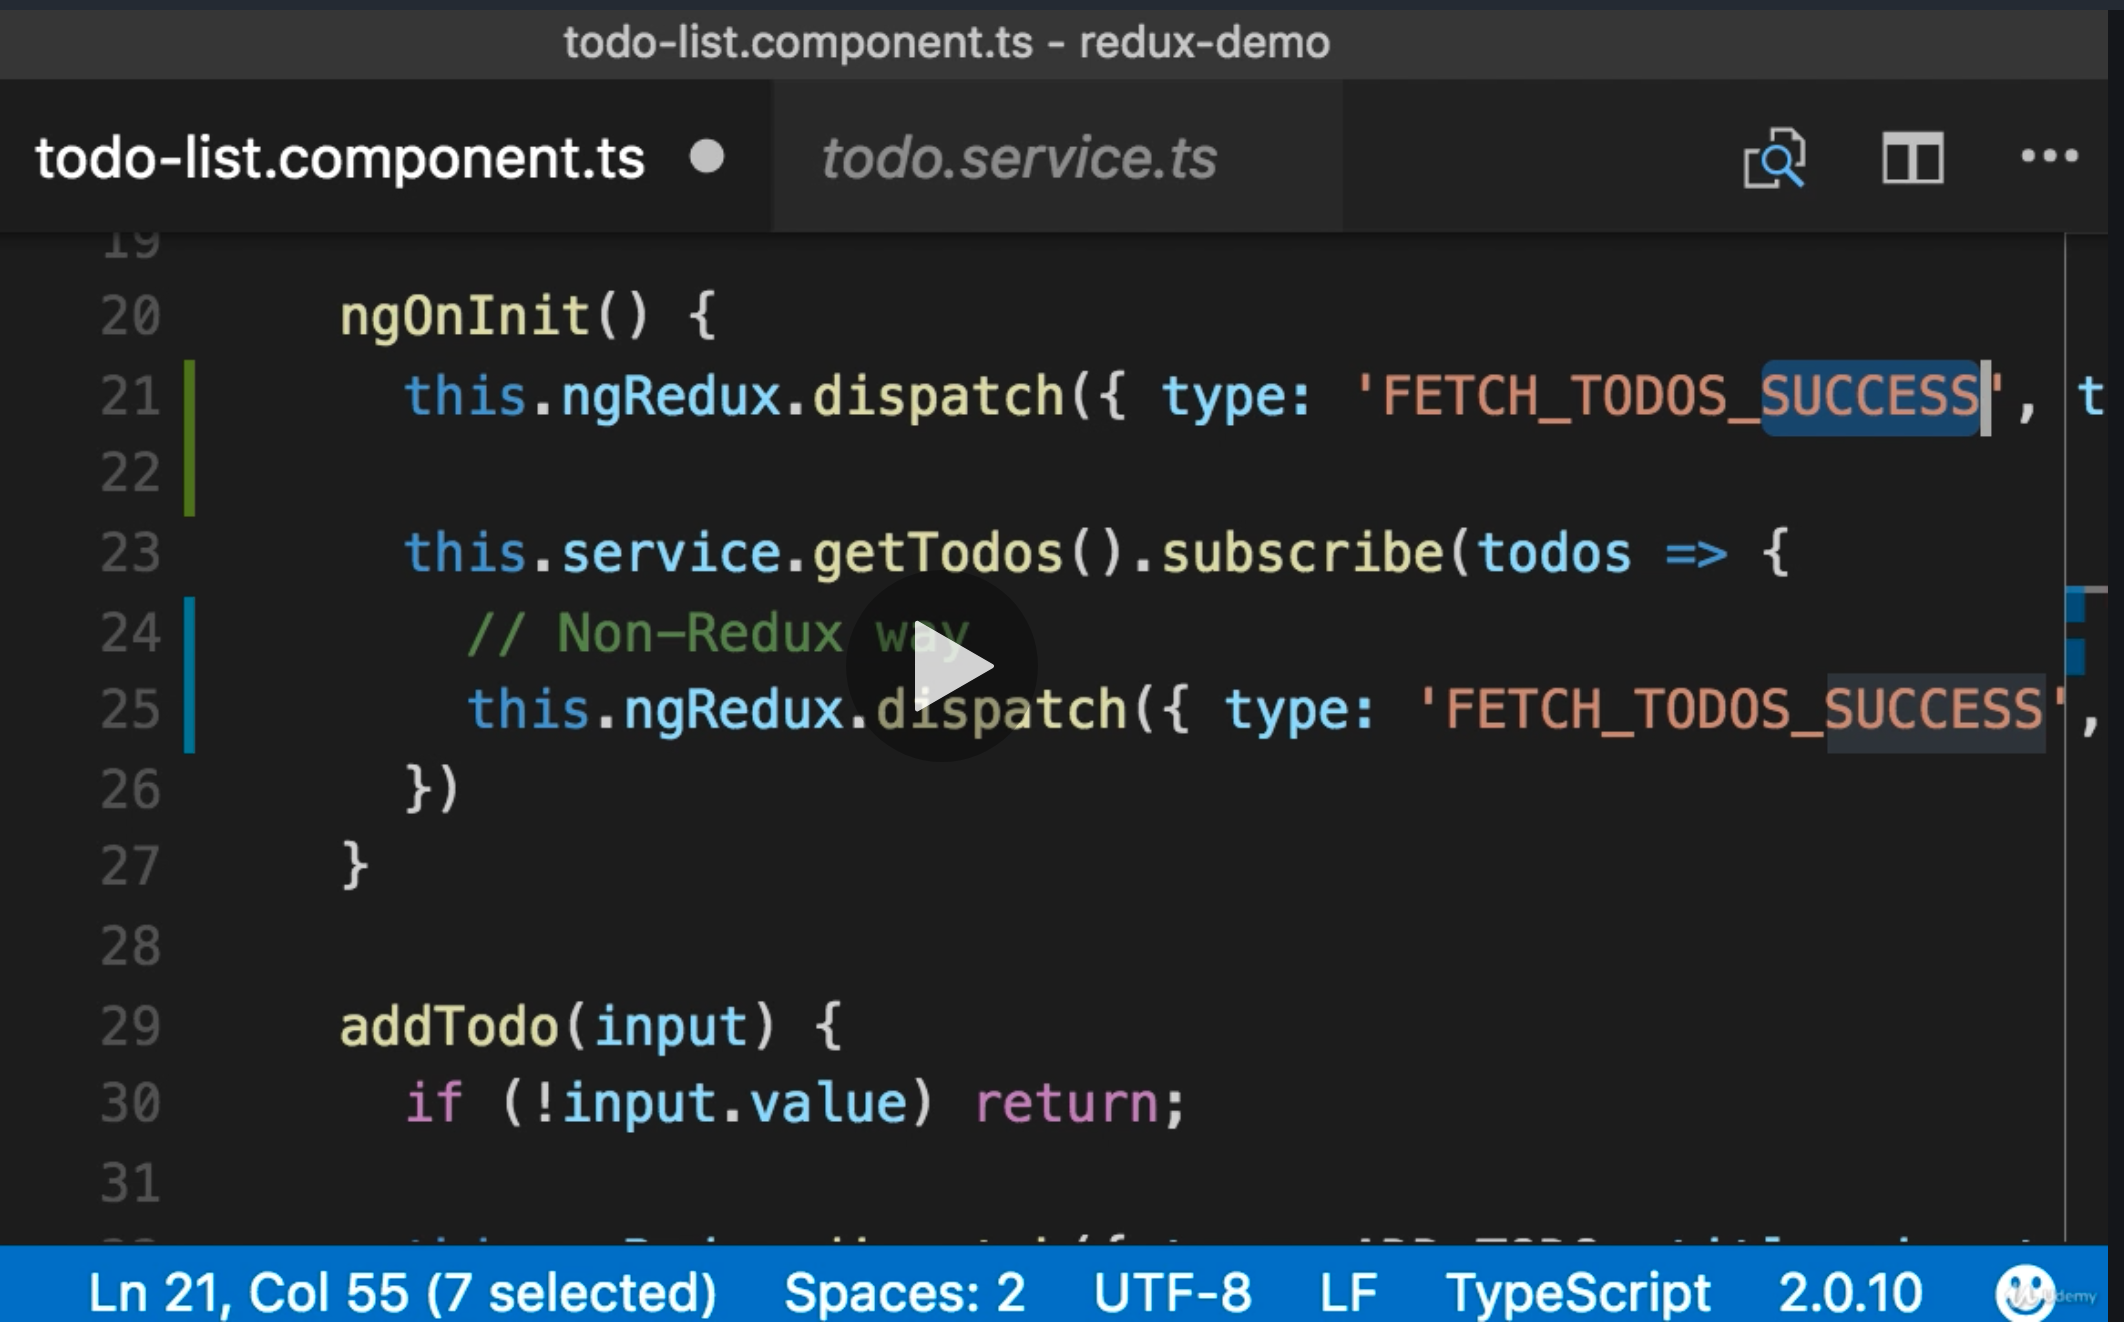 todo-list.component.ts - redux-demo
todo-list.component.ts
todo.service.ts
19
20 ngOnInit() {
21 this.ngRedux.dispatch({ type: 'FETCH_TODOS_SUCCESS', t
22
23 this.service.getTodos().subscribe(todos => {
24 // Non-Redux way
25 this.ngRedux.dispatch({ type: 'FETCH_TODOS_SUCCESS',
26 })
27 }
28
29 addTodo(input) {
30 if (!input.value) return;
31
Ln 21, Col 55 (7 selected) Spaces: 2 UTF-8 LF TypeScript 2.0.10
Udemy